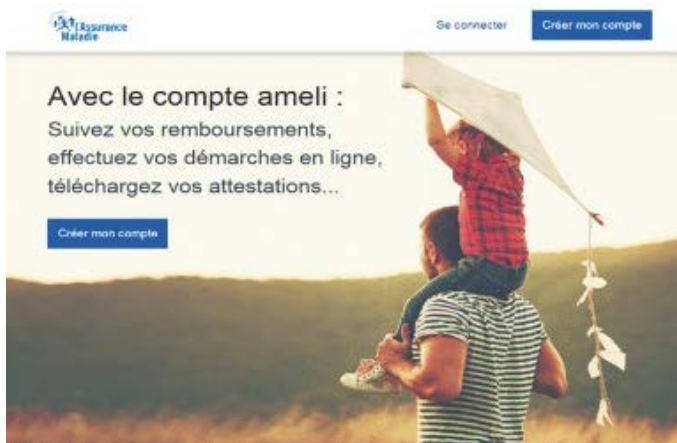 l'Assurance
Maladie
Se connecter
Créer mon compte
Avec le compte ameli :
Suivez vos remboursements,
effectuez vos démarches en ligne,
téléchargez vos attestations...
Créer mon compte